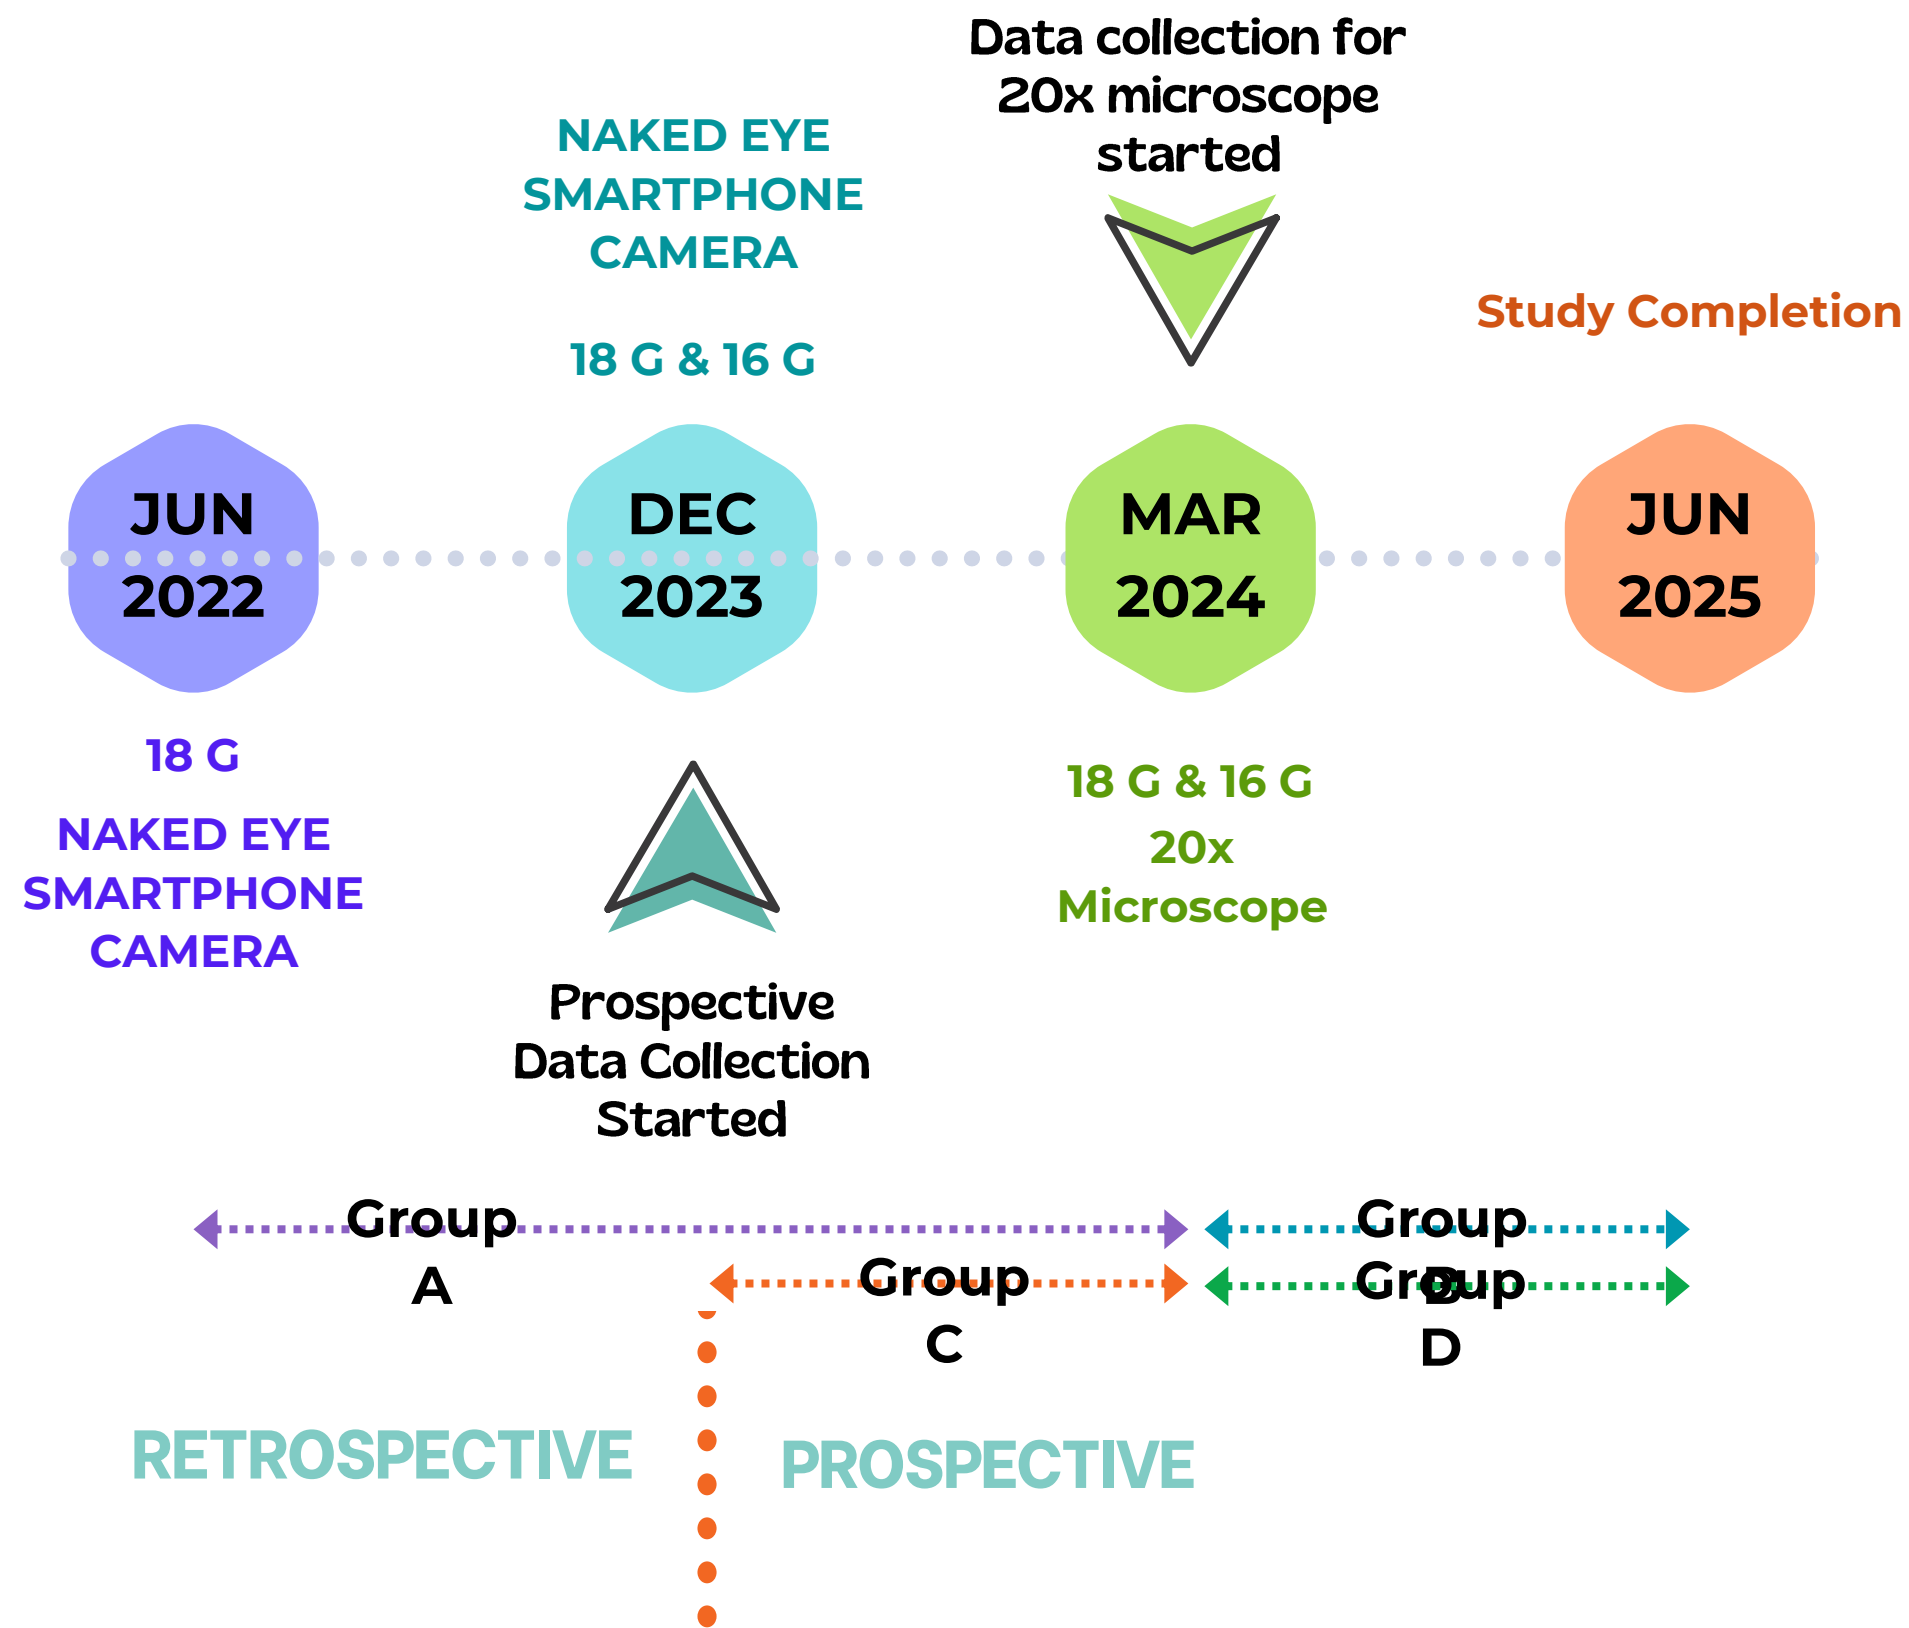 Data collection for
20x microscope
started
NAKED EYE
SMARTPHONE
CAMERA
18 G & 16 G
Study Completion
JUN
2022
DEC
2023
MAR
2024
JUN
2025
18 G
NAKED EYE
SMARTPHONE
CAMERA
18 G & 16 G
20x
Microscope
Prospective
Data Collection
Started
Group
A
Group
C
Group
B
Group
D
RETROSPECTIVE
PROSPECTIVE